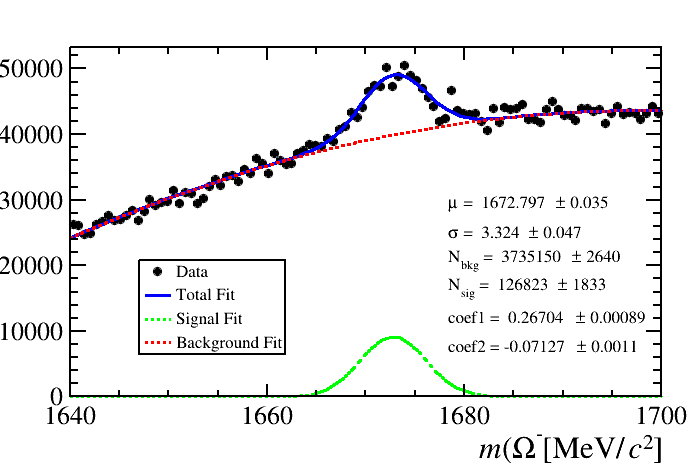 50000
40000
30000
20000
10000
0
1640
1660
1680
1700
m(Ω⁻[MeV/c²]
μ = 1672.797 ± 0.035
σ = 3.324 ± 0.047
N_bkg = 3735150 ± 2640
N_sig = 126823 ± 1833
coef1 = 0.26704 ± 0.00089
coef2 = -0.07127 ± 0.0011
Data
Total Fit
Signal Fit
Background Fit